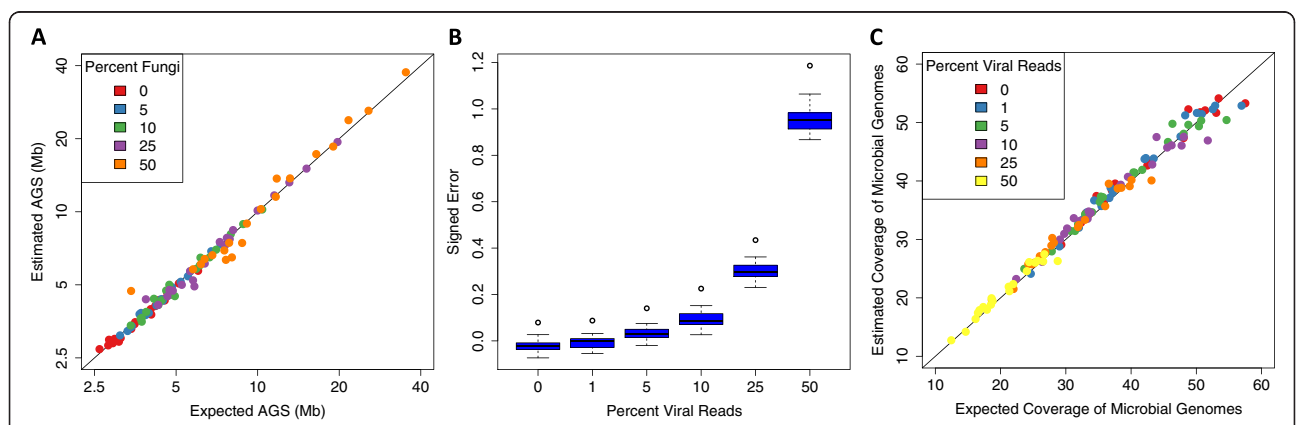 A
Percent Fungi
0
5
10
25
50
Estimated AGS (Mb)
40
20
10
5
2.5
2.5 5 10 20 40
Expected AGS (Mb)
B
Signed Error
1.2
1.0
0.8
0.6
0.4
0.2
0.0
0 1 5 10 25 50
Percent Viral Reads
C
Percent Viral Reads
0
1
5
10
25
50
Estimated Coverage of Microbial Genomes
60
50
40
30
20
10
10 20 30 40 50 60
Expected Coverage of Microbial Genomes